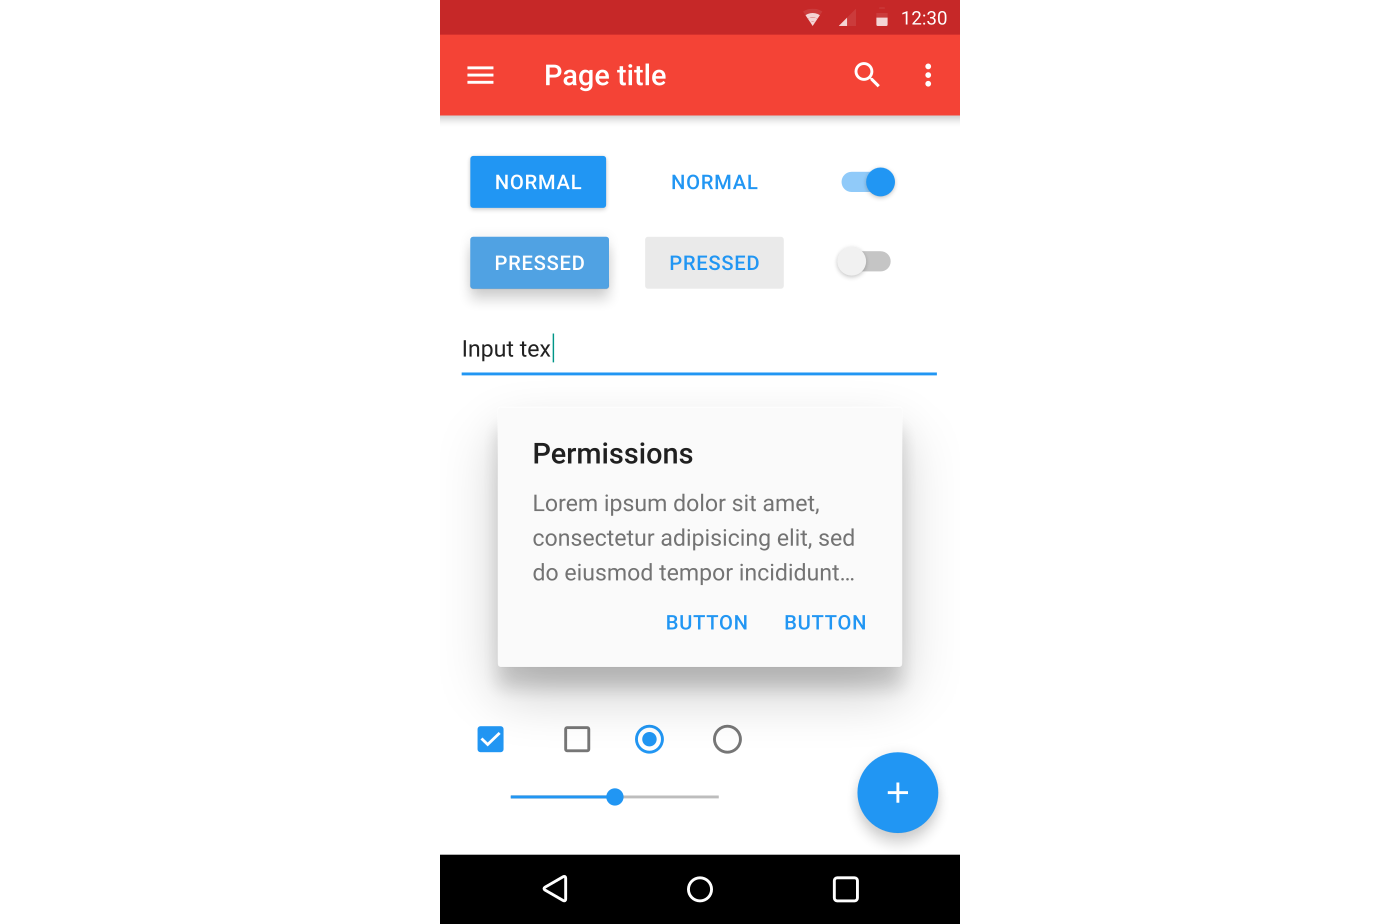 12:30
Page title
NORMAL NORMAL
PRESSED PRESSED
Input tex
Permissions
Lorem ipsum dolor sit amet,
consectetur adipisicing elit, sed
do eiusmod tempor incididunt...
BUTTON BUTTON